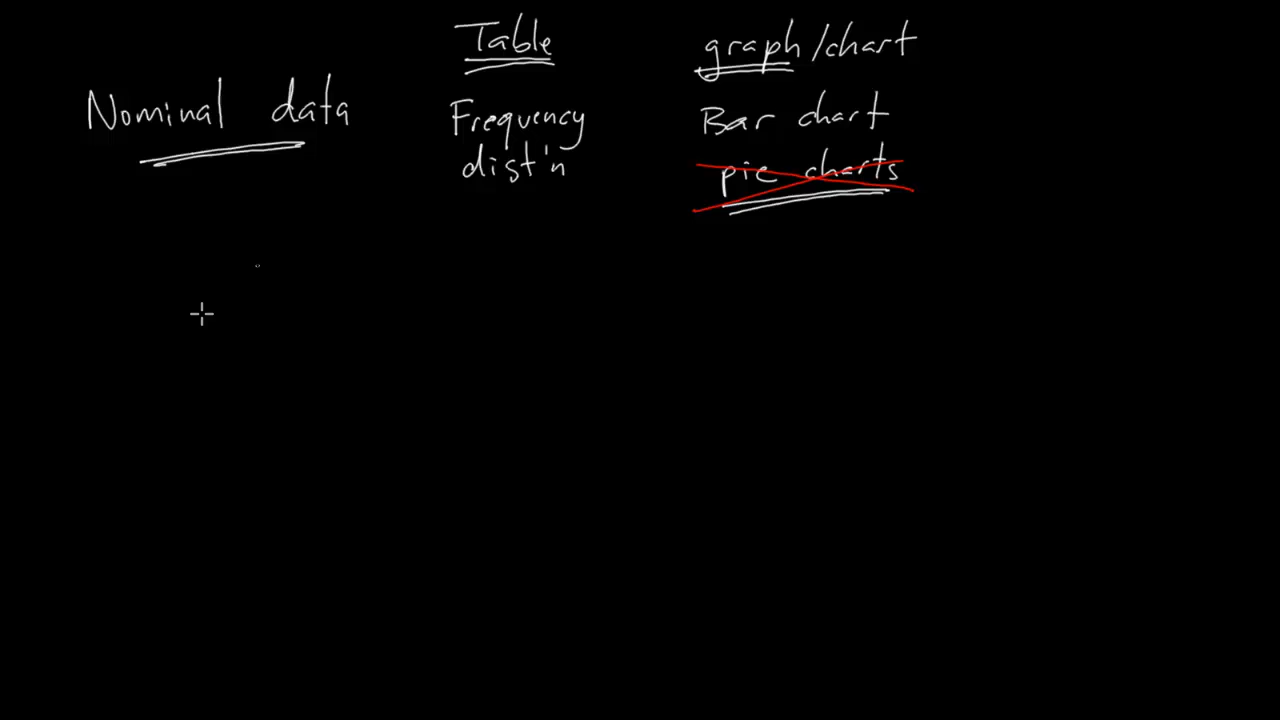 Table graph/chart
Nominal data Frequency Bar chart
dist'n pie charts